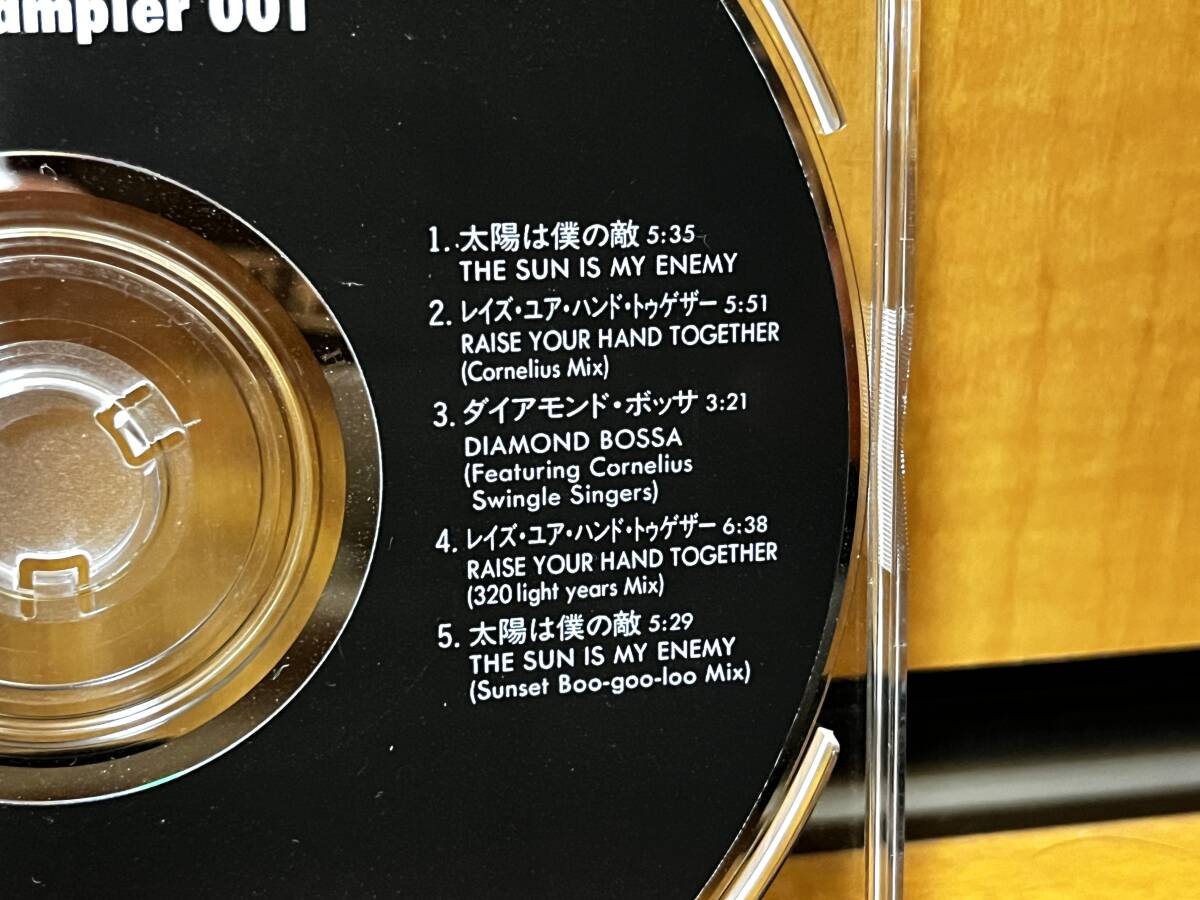 ampler 001
1. 太陽は僕の敵 5:35
THE SUN IS MY ENEMY
2. レイズ・ユア・ハンド・トゥゲザー 5:51
RAISE YOUR HAND TOGETHER
(Cornelius Mix)
3. ダイアモンド・ボッサ 3:21
DIAMOND BOSSA
(Featuring Cornelius
Swingle Singers)
4. レイズ・ユア・ハンド・トゥゲザー 6:38
RAISE YOUR HAND TOGETHER
(320 light years Mix)
5. 太陽は僕の敵 5:29
THE SUN IS MY ENEMY
(Sunset Boo-goo-loo Mix)